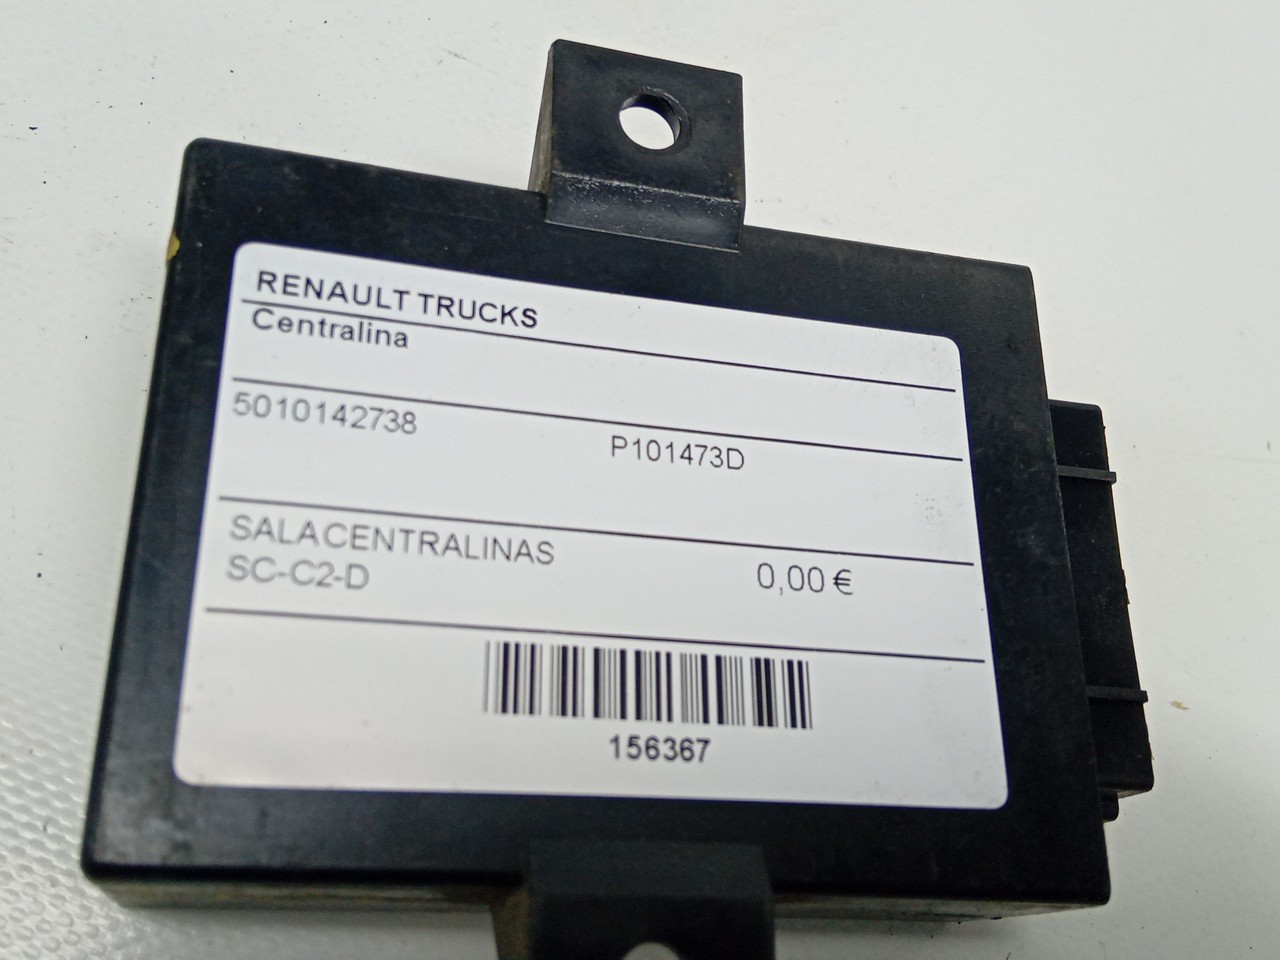 RENAULT TRUCKS
Centralina
5010142738
P101473D
SALACENTRALINAS
SC-C2-D
0,00 €
156367